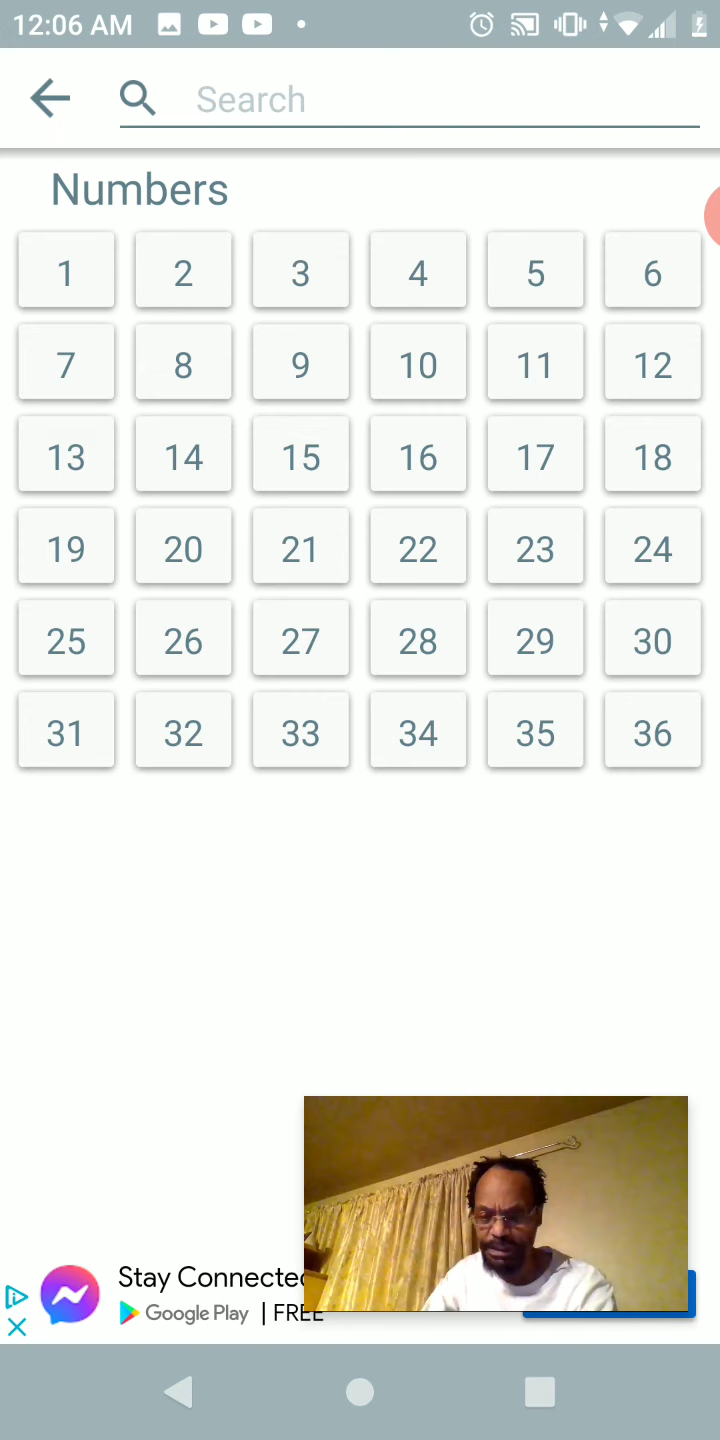 12:06 AM
Search
Numbers
1 2 3 4 5 6
7 8 9 10 11 12
13 14 15 16 17 18
19 20 21 22 23 24
25 26 27 28 29 30
31 32 33 34 35 36
Stay Connected
Google Play | FREE